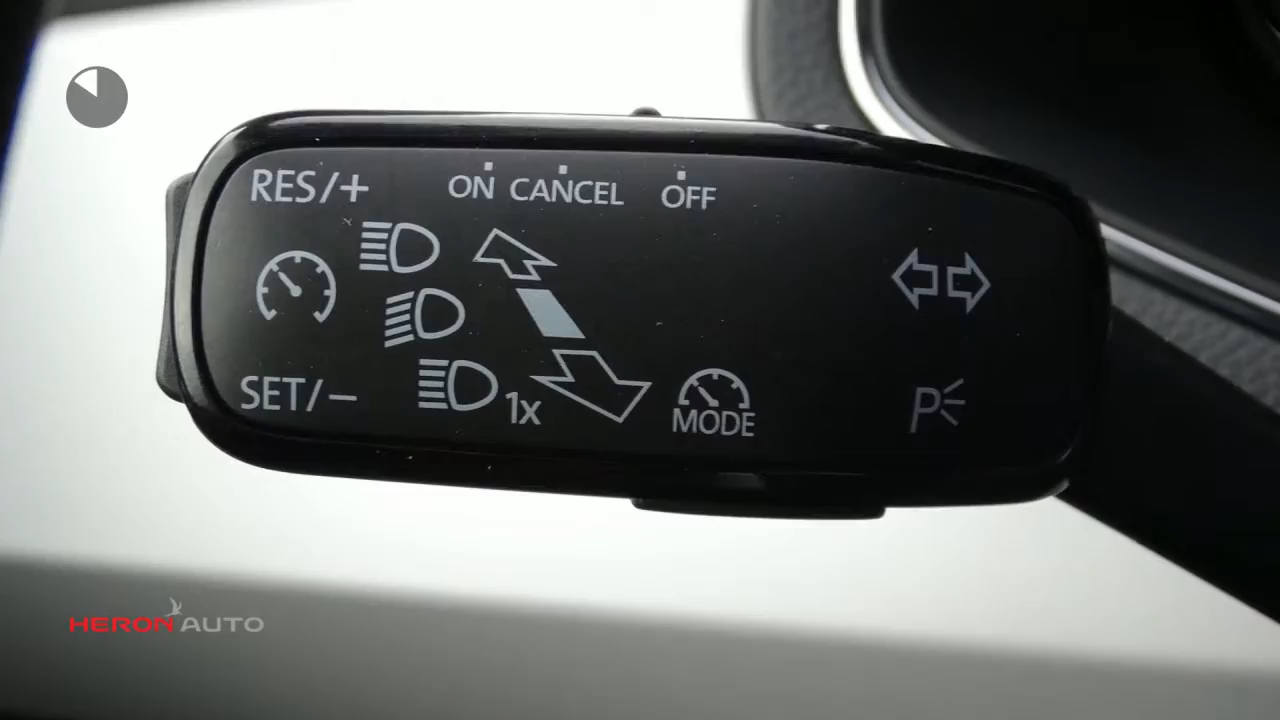 RES/+
ON CANCEL OFF
SET/−
1x
MODE
P
HERON AUTO